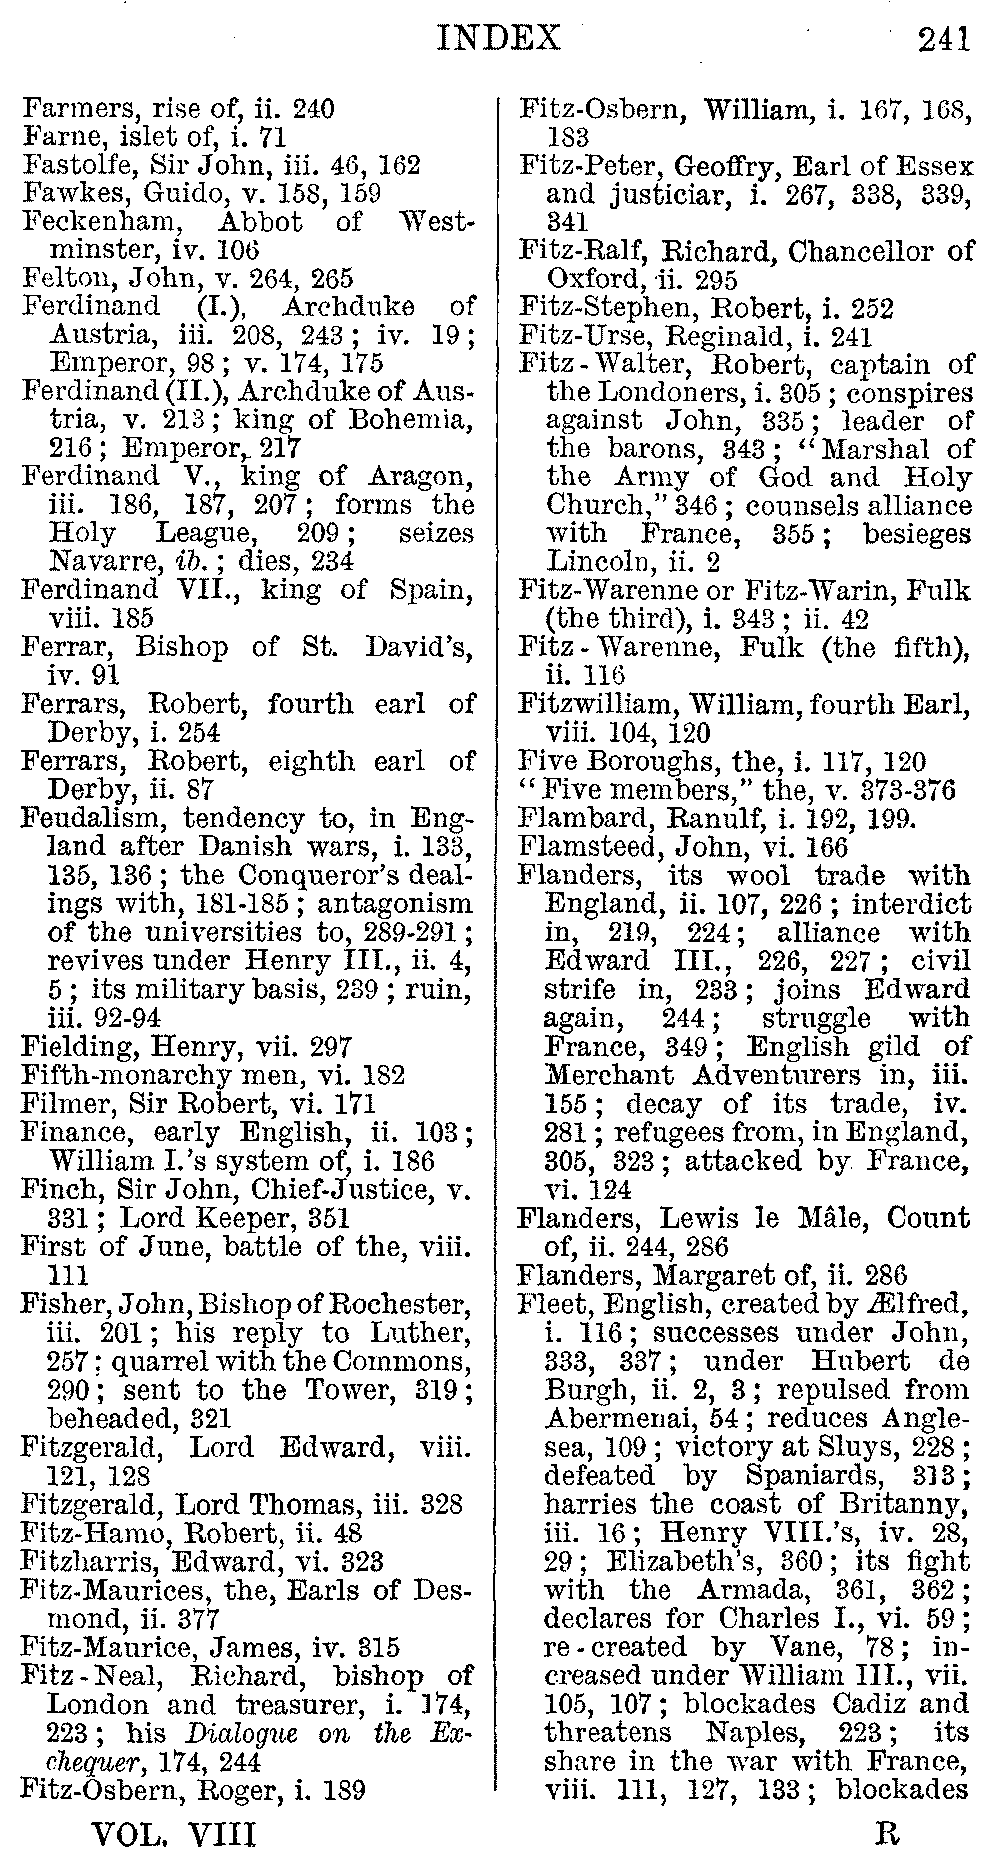 INDEX 241
Farmers, rise of, ii. 240
Farne, islet of, i. 71
Fastolfe, Sir John, iii. 46, 162
Fawkes, Guido, v. 158, 159
Feckenham, Abbot of West-
minster, iv. 106
Felton, John, v. 264, 265
Ferdinand (I.), Archduke of
Austria, iii. 208, 243; iv. 19;
Emperor, 98; v. 174, 175
Ferdinand (II.), Archduke of Aus-
tria, v. 213; king of Bohemia,
216; Emperor, 217
Ferdinand V., king of Aragon,
iii. 186, 187, 207; forms the
Holy League, 209; seizes
Navarre, ib.; dies, 234
Ferdinand VII., king of Spain,
viii. 185
Ferrar, Bishop of St. David's,
iv. 91
Ferrars, Robert, fourth earl of
Derby, i. 254
Ferrars, Robert, eighth earl of
Derby, ii. 87
Feudalism, tendency to, in Eng-
land after Danish wars, i. 133,
135, 136; the Conqueror's deal-
ings with, 181-185; antagonism
of the universities to, 289-291;
revives under Henry III., ii. 4,
5; its military basis, 239; ruin,
iii. 92-94
Fielding, Henry, vii. 297
Fifth-monarchy men, vi. 182
Filmer, Sir Robert, vi. 171
Finance, early English, ii. 103;
William I.'s system of, i. 186
Finch, Sir John, Chief-Justice, v.
331; Lord Keeper, 351
First of June, battle of the, viii.
111
Fisher, John, Bishop of Rochester,
iii. 201; his reply to Luther,
257; quarrel with the Commons,
290; sent to the Tower, 319;
beheaded, 321
Fitzgerald, Lord Edward, viii.
121, 128
Fitzgerald, Lord Thomas, iii. 328
Fitz-Hamo, Robert, ii. 48
Fitzharris, Edward, vi. 323
Fitz-Maurices, the, Earls of Des-
mond, ii. 377
Fitz-Maurice, James, iv. 315
Fitz-Neal, Richard, bishop of
London and treasurer, i. 174,
223; his Dialogue on the Ex-
chequer, 174, 244
Fitz-Osbern, Roger, i. 189
Fitz-Osbern, William, i. 167, 168,
183
Fitz-Peter, Geoffry, Earl of Essex
and justiciar, i. 267, 338, 339,
341
Fitz-Ralf, Richard, Chancellor of
Oxford, ii. 295
Fitz-Stephen, Robert, i. 252
Fitz-Urse, Reginald, i. 241
Fitz-Walter, Robert, captain of
the Londoners, i. 305; conspires
against John, 335; leader of
the barons, 343; "Marshal of
the Army of God and Holy
Church," 346; counsels alliance
with France, 355; besieges
Lincoln, ii. 2
Fitz-Warenne or Fitz-Warin, Fulk
(the third), i. 343; ii. 42
Fitz-Warenne, Fulk (the fifth),
ii. 116
Fitzwilliam, William, fourth Earl,
viii. 104, 120
Five Boroughs, the, i. 117, 120
"Five members," the, v. 373-376
Flambard, Ranulf, i. 192, 199.
Flamsteed, John, vi. 166
Flanders, its wool trade with
England, ii. 107, 226; interdict
in, 219, 224; alliance with
Edward III., 226, 227; civil
strife in, 233; joins Edward
again, 244; struggle with
France, 349; English gild of
Merchant Adventurers in, iii.
155; decay of its trade, iv.
281; refugees from, in England,
305, 323; attacked by France,
vi. 124
Flanders, Lewis le Mâle, Count
of, ii. 244, 286
Flanders, Margaret of, ii. 286
Fleet, English, created by Ælfred,
i. 116; successes under John,
333, 337; under Hubert de
Burgh, ii. 2, 3; repulsed from
Abermenai, 54; reduces Angle-
sea, 109; victory at Sluys, 228;
defeated by Spaniards, 313;
harries the coast of Britanny,
iii. 16; Henry VIII.'s, iv. 28,
29; Elizabeth's, 360; its fight
with the Armada, 361, 362;
declares for Charles I., vi. 59;
re-created by Vane, 78; in-
creased under William III., vii.
105, 107; blockades Cadiz and
threatens Naples, 223; its
share in the war with France,
viii. 111, 127, 133; blockades
VOL. VIII R